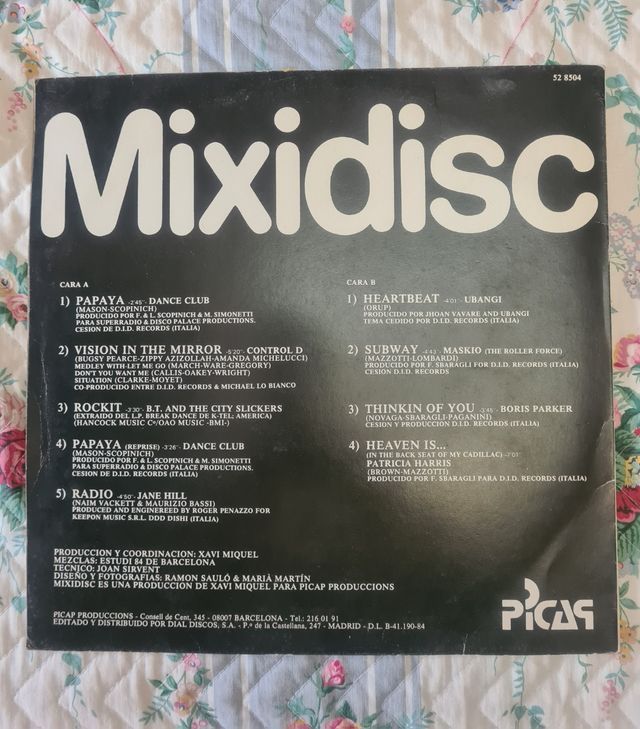 52 8504
Mixidisc
CARA A
1) PAPAYA -2'45"- DANCE CLUB
(MASON-SCOPINICH)
PRODUCIDO POR F. & L. SCOPINICH & M. SIMONETTI
PARA SUPERRADIO & DISCO PALACE PRODUCTIONS.
CESION DE D.I.D. RECORDS (ITALIA)
2) VISION IN THE MIRROR -5'20"- CONTROL D
(BUGSY PEARCE-ZIPPY AZIZOLLAH-AMANDA MICHELUCCI)
MEDLEY WITH-LET ME GO (MARCH-WARE-GREGORY)
DON'T YOU WANT ME (CALLIS-OAKEY-WRIGHT)
SITUATION (CLARKE-MOYET)
CO-PRODUCIDO ENTRE D.I.D. RECORDS & MICHAEL LO BIANCO
3) ROCKIT -3'30"- B.T. AND THE CITY SLICKERS
(EXTRAIDO DEL L.P. BREAK DANCE DE K-TEL; AMERICA)
(HANCOCK MUSIC Cº/OAO MUSIC -BMI-)
4) PAPAYA (REPRISE) -3'26"- DANCE CLUB
(MASON-SCOPINICH)
PRODUCIDO POR F. & L. SCOPINICH & M. SIMONETTI
PARA SUPERRADIO & DISCO PALACE PRODUCTIONS.
CESION DE D.I.D. RECORDS (ITALIA)
5) RADIO -4'50"- JANE HILL
(NAIM VACKETT & MAURIZIO BASSI)
PRODUCED AND ENGINEREED BY ROGER PENAZZO FOR
KEEPON MUSIC S.R.L. DDD DISHI (ITALIA)
CARA B
1) HEARTBEAT -4'01"- UBANGI
(ORUP)
PRODUCIDO POR JHOAN VAVARE AND UBANGI
TEMA CEDIDO POR D.I.D. RECORDS (ITALIA)
2) SUBWAY -4'43"- MASKIO (THE ROLLER FORCE)
(MAZZOTTI-LOMBARDI)
PRODUCIDO POR F. SBARAGLI FOR D.I.D. RECORDS (ITALIA)
CESION D.I.D. RECORDS
3) THINKIN OF YOU -3'45"- BORIS PARKER
(NOVAGA-SBARAGLI-PAGANINI)
CESION Y PRODUCCION D.I.D. RECORDS (ITALIA)
4) HEAVEN IS...
(IN THE BACK SEAT OF MY CADILLAC) -7'01"
PATRICIA HARRIS
(BROWN-MAZZOTTI)
PRODUCIDO POR F. SBARAGLI PARA D.I.D. RECORDS (ITALIA)
PRODUCCION Y COORDINACION: XAVI MIQUEL
MEZCLAS: ESTUDI 84 DE BARCELONA
TECNICO: JOAN SIRVENT
DISEÑO Y FOTOGRAFIAS: RAMON SAULÓ & MARIÀ MARTÍN
MIXIDISC ES UNA PRODUCCION DE XAVI MIQUEL PARA PICAP PRODUCCIONS
PICAP
PICAP PRODUCCIONS - Consell de Cent, 345 - 08007 BARCELONA - Tel.: 216 01 91
EDITADO Y DISTRIBUIDO POR DIAL DISCOS, S.A. - P.º de la Castellana, 247 - MADRID - D.L. B-41.190-84